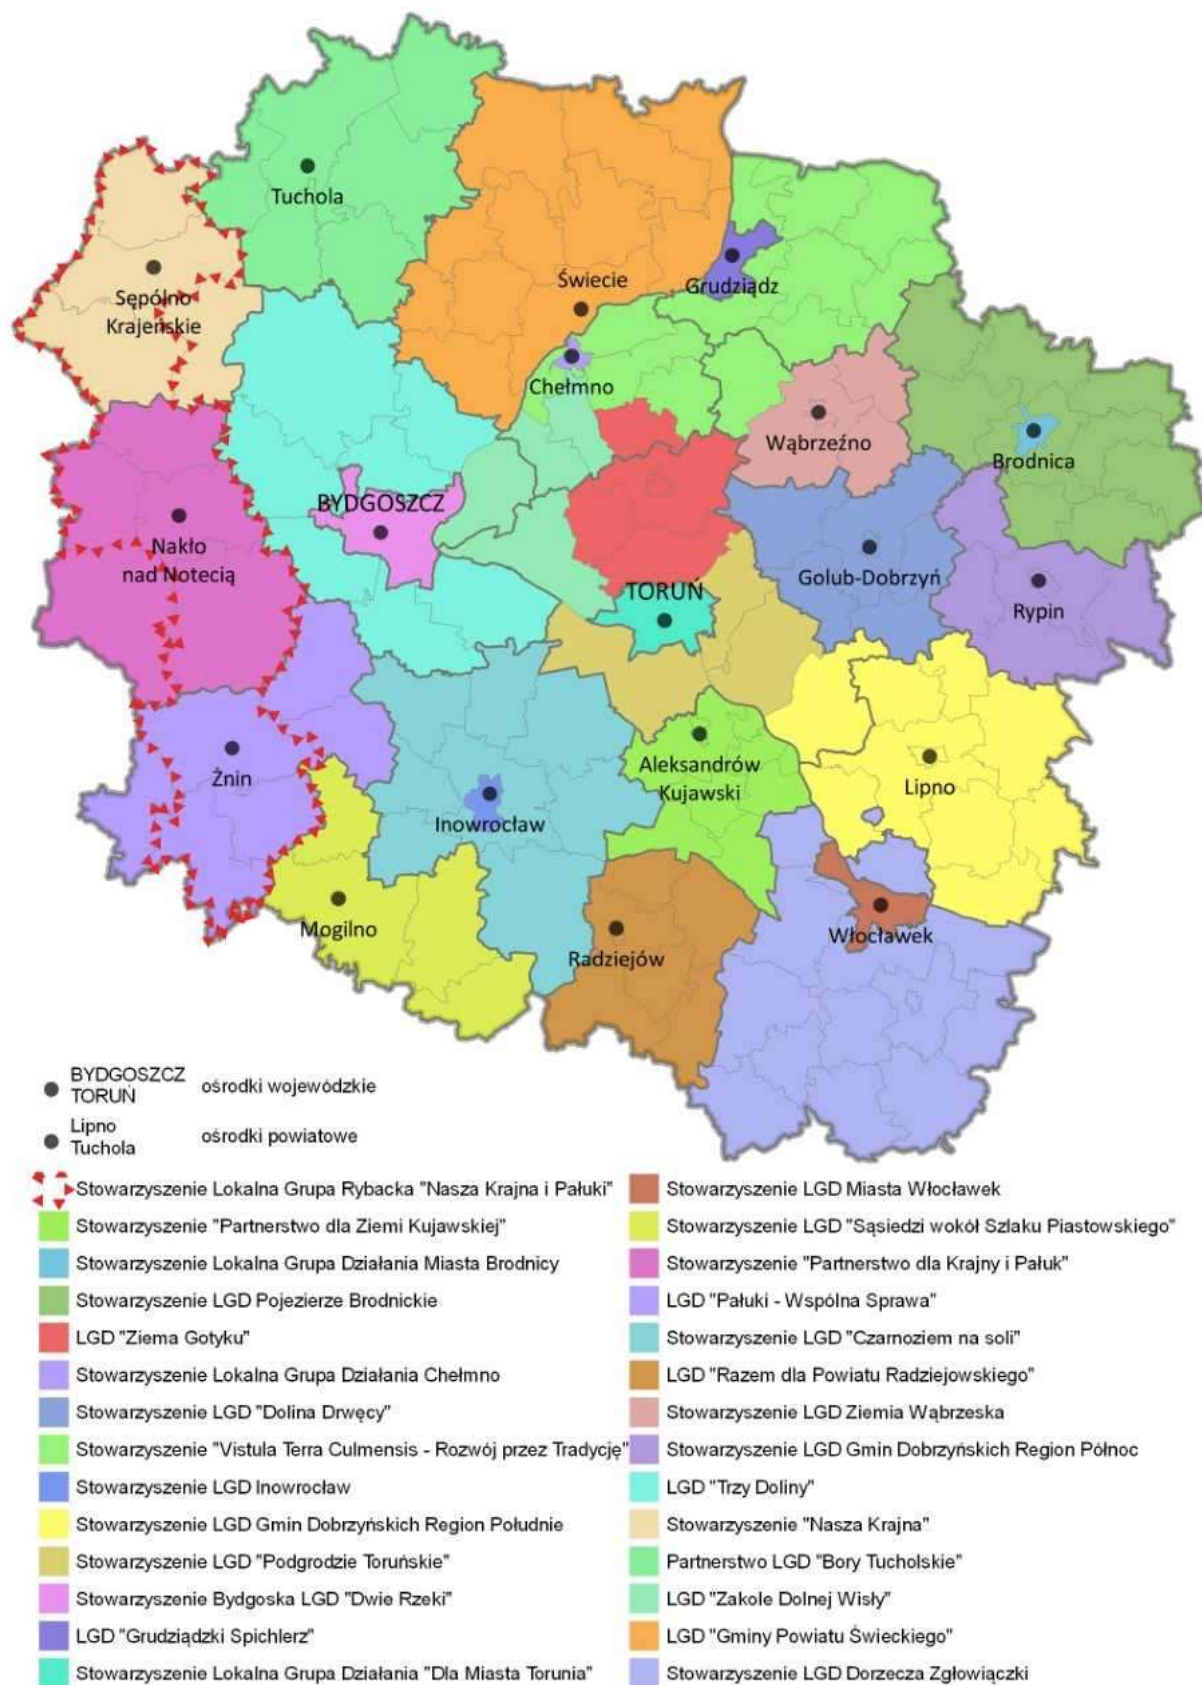 Tuchola
Świecie
Grudziądz
Sępólno
Krajeńskie
Chełmno
Wąbrzeźno
Brodnica
BYDGOSZCZ
Nakło
nad Notecią
Golub-Dobrzyń
TORUŃ
Rypin
Żnin
Aleksandrów
Kujawski
Lipno
Inowrocław
Mogilno
Radziejów
Włocławek
BYDGOSZCZ
TORUŃ
ośrodki wojewódzkie
Lipno
Tuchola
ośrodki powiatowe
Stowarzyszenie Lokalna Grupa Rybacka "Nasza Krajna i Pałuki"
Stowarzyszenie "Partnerstwo dla Ziemi Kujawskiej"
Stowarzyszenie Lokalna Grupa Działania Miasta Brodnicy
Stowarzyszenie LGD Pojezierze Brodnickie
LGD "Ziema Gotyku"
Stowarzyszenie Lokalna Grupa Działania Chełmno
Stowarzyszenie LGD "Dolina Drwęcy"
Stowarzyszenie "Vistula Terra Culmensis - Rozwój przez Tradycję"
Stowarzyszenie LGD Inowrocław
Stowarzyszenie LGD Gmin Dobrzyńskich Region Południe
Stowarzyszenie LGD "Podgrodzie Toruńskie"
Stowarzyszenie Bydgoska LGD "Dwie Rzeki"
LGD "Grudziądzki Spichlerz"
Stowarzyszenie Lokalna Grupa Działania "Dla Miasta Torunia"
Stowarzyszenie LGD Miasta Włocławek
Stowarzyszenie LGD "Sąsiedzi wokół Szlaku Piastowskiego"
Stowarzyszenie "Partnerstwo dla Krajny i Pałuk"
LGD "Pałuki - Wspólna Sprawa"
Stowarzyszenie LGD "Czarnoziem na soli"
LGD "Razem dla Powiatu Radziejowskiego"
Stowarzyszenie LGD Ziemia Wąbrzeska
Stowarzyszenie LGD Gmin Dobrzyńskich Region Północ
LGD "Trzy Doliny"
Stowarzyszenie "Nasza Krajna"
Partnerstwo LGD "Bory Tucholskie"
LGD "Zakole Dolnej Wisły"
LGD "Gminy Powiatu Świeckiego"
Stowarzyszenie LGD Dorzecza Zgłowiączki